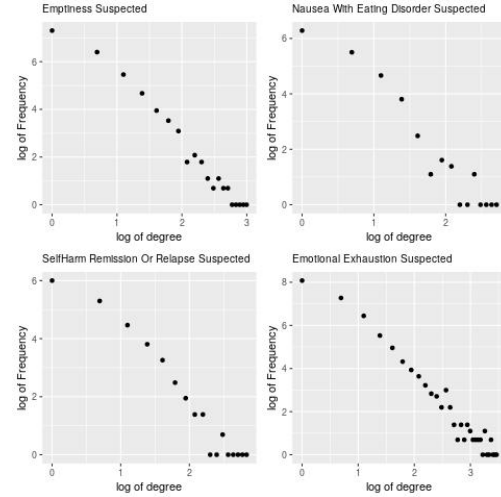 Emptiness Suspected
log of Frequency
6
4
2
0
0
1
2
3
log of degree
Nausea With Eating Disorder Suspected
log of Frequency
6
4
2
0
0
1
2
log of degree
SelfHarm Remission Or Relapse Suspected
log of Frequency
6
4
2
0
0
1
2
log of degree
Emotional Exhaustion Suspected
log of Frequency
8
6
4
2
0
0
1
2
3
log of degree